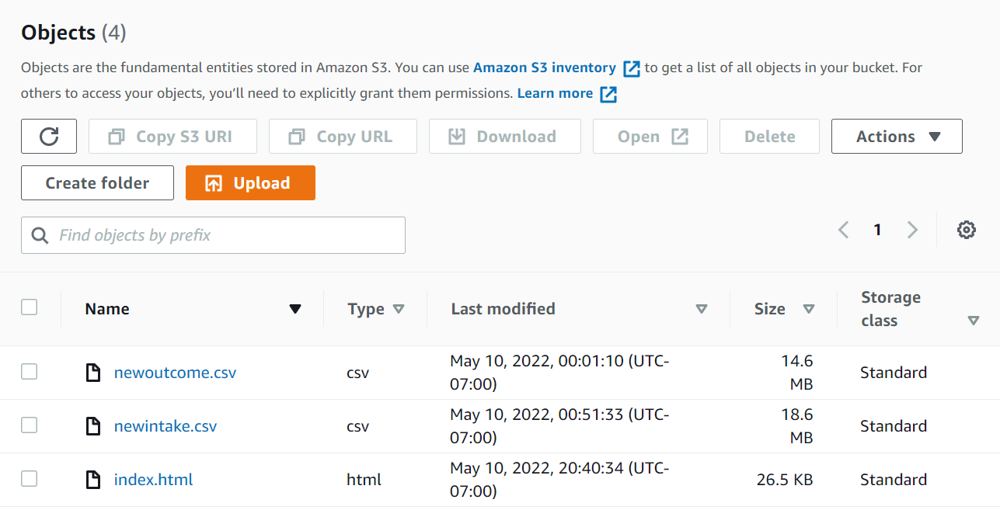 Objects (4)
Objects are the fundamental entities stored in Amazon S3. You can use Amazon S3 inventory to get a list of all objects in your bucket. For
others to access your objects, you’ll need to explicitly grant them permissions. Learn more
Copy S3 URI Copy URL Download Open Delete Actions
Create folder Upload
Find objects by prefix 1
Name Type Last modified Size Storage
class
newoutcome.csv csv May 10, 2022, 00:01:10 (UTC-
07:00) 14.6
MB Standard
newintake.csv csv May 10, 2022, 00:51:33 (UTC-
07:00) 18.6
MB Standard
index.html html May 10, 2022, 20:40:34 (UTC-
07:00) 26.5 KB Standard